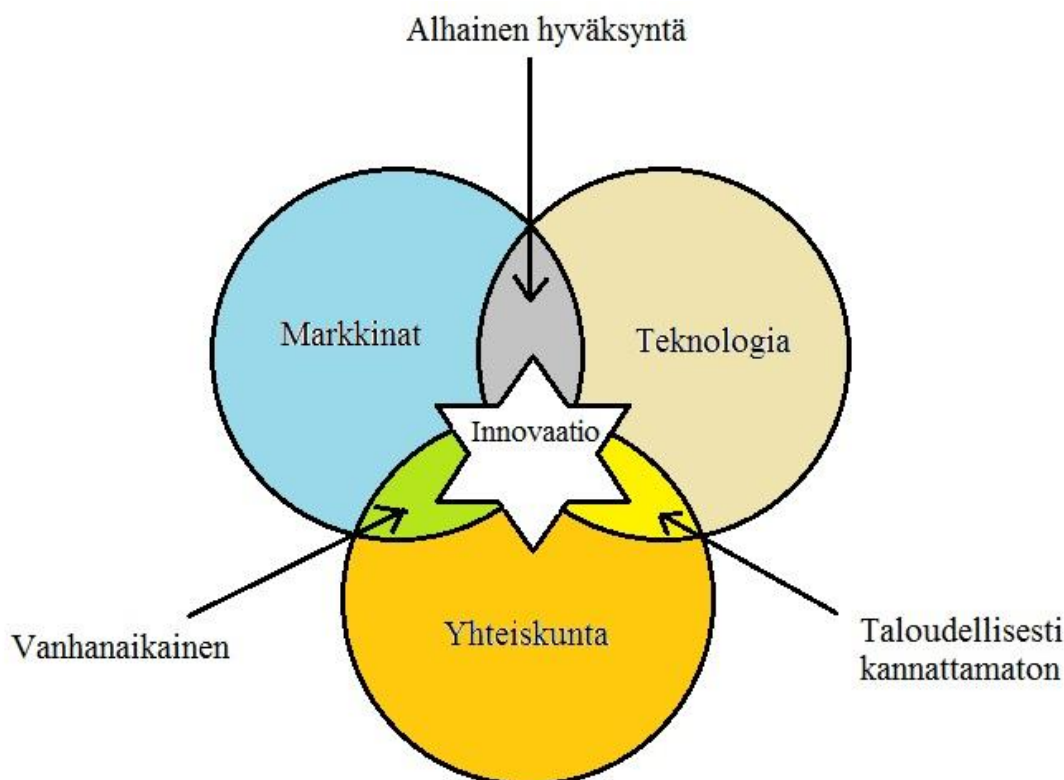 Alhainen hyväksyntä
Markkinat
Teknologia
Innovaatio
Vanhanaikainen
Yhteiskunta
Taloudellisesti
kannattamaton